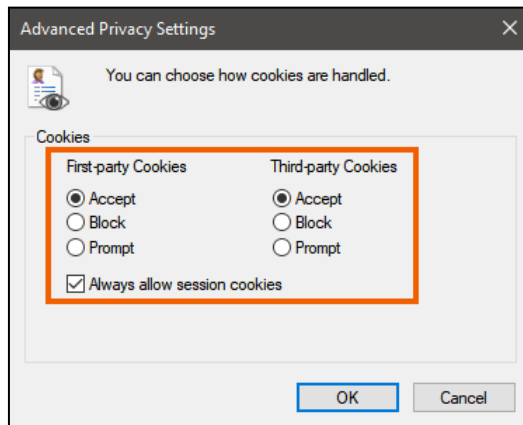 Advanced Privacy Settings
You can choose how cookies are handled.
Cookies
First-party Cookies
Third-party Cookies
Accept
Accept
Block
Block
Prompt
Prompt
Always allow session cookies
OK
Cancel